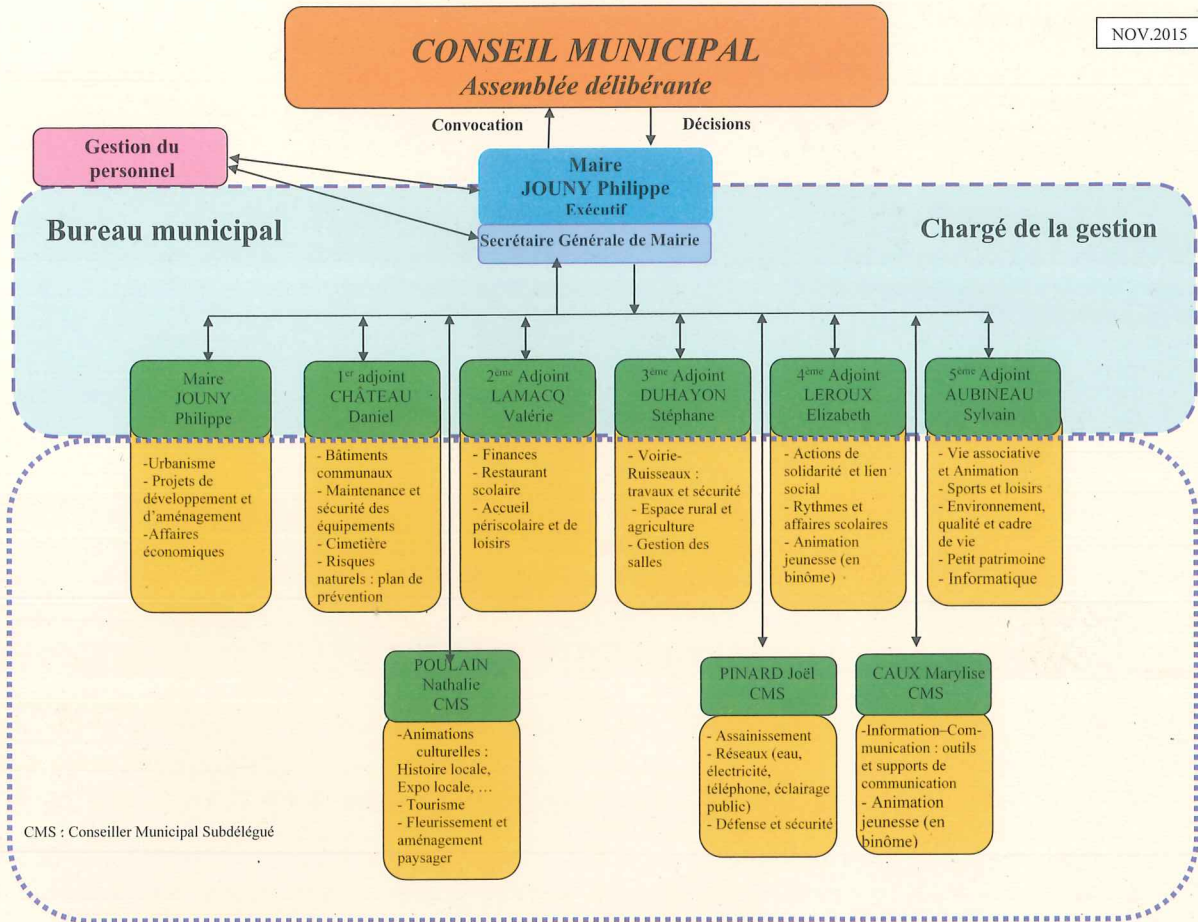 NOV.2015
CONSEIL MUNICIPAL
Assemblée délibérante
Convocation
Décisions
Gestion du
personnel
Maire
JOUNY Philippe
Exécutif
Secrétaire Générale de Mairie
Bureau municipal
Chargé de la gestion
Maire
JOUNY
Philippe
-Urbanisme
- Projets de
développement et
d'aménagement
-Affaires
économiques
1er adjoint
CHÂTEAU
Daniel
- Bâtiments
communaux
- Maintenance et
sécurité des
équipements
- Cimetière
- Risques
naturels : plan de
prévention
2ème Adjoint
LAMACQ
Valérie
- Finances
- Restaurant
scolaire
- Accueil
périscolaire et de
loisirs
3ème Adjoint
DUHAYON
Stéphane
- Voirie-
Ruisseaux :
travaux et sécurité
- Espace rural et
agriculture
- Gestion des
salles
4ème Adjoint
LEROUX
Elizabeth
- Actions de
solidarité et lien
social
- Rythmes et
affaires scolaires
- Animation
jeunesse (en
binôme)
5ème Adjoint
AUBINEAU
Sylvain
- Vie associative
et Animation
- Sports et loisirs
- Environnement,
qualité et cadre
de vie
- Petit patrimoine
- Informatique
POULAIN
Nathalie
CMS
-Animations
culturelles :
Histoire locale,
Expo locale, …
- Tourisme
- Fleurissement et
aménagement
paysager
PINARD Joël
CMS
- Assainissement
- Réseaux (eau,
électricité,
téléphone, éclairage
public)
- Défense et sécurité
CAUX Marylise
CMS
-Information–Com-
munication : outils
et supports de
communication
- Animation
jeunesse (en
binôme)
CMS : Conseiller Municipal Subdélégué